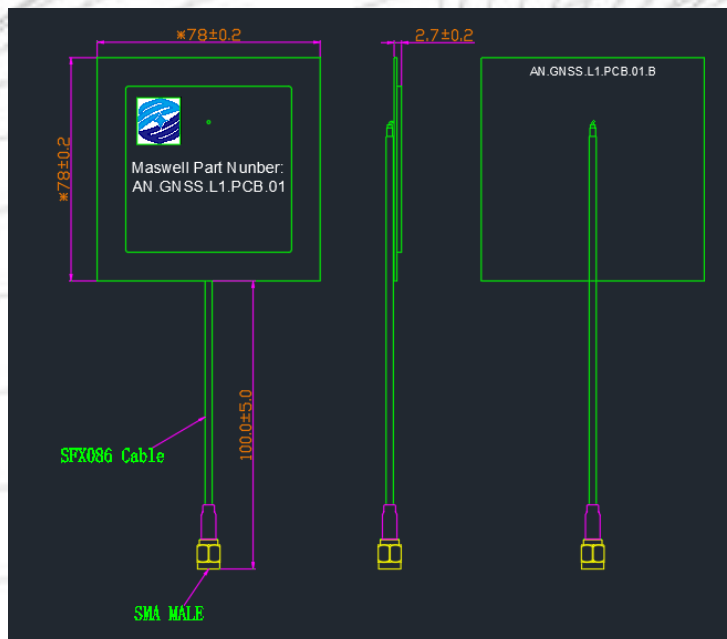 *78±0.2
2.7±0.2
AN.GNSS.L1.PCB.01.B
*78±0.2
Maswell Part Nunber:
AN.GNSS.L1.PCB.01
100.0±5.0
SFX086 Cable
SMA MALE